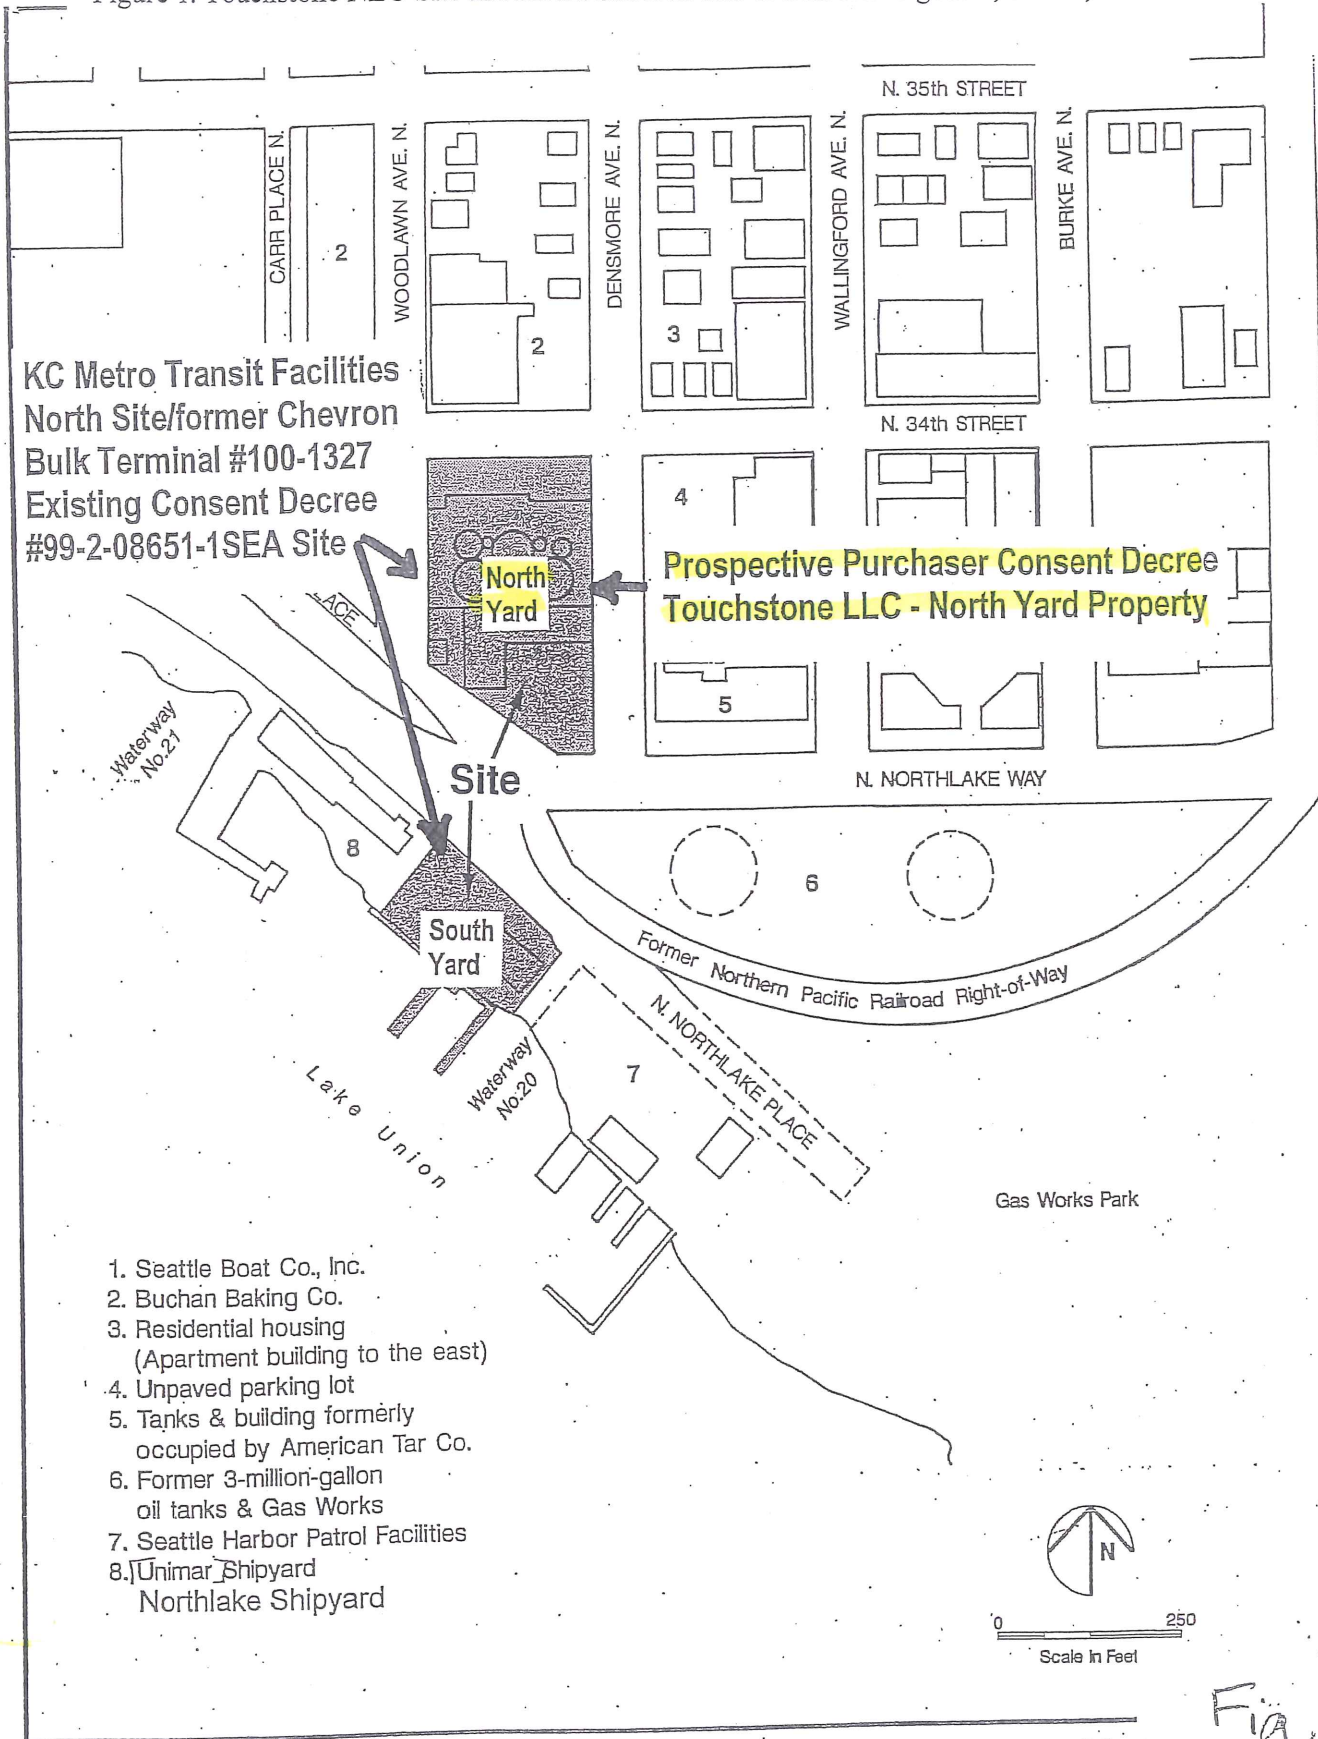 N. 35th STREET
CARR PLACE N.
WOODLAWN AVE. N.
DENSMORE AVE. N.
WALLINGFORD AVE. N.
BURKE AVE. N.
2
2
3
KC Metro Transit Facilities
North Site/former Chevron
Bulk Terminal #100-1327
Existing Consent Decree
#99-2-08651-1SEA Site
N. 34th STREET
4
North
Yard
Prospective Purchaser Consent Decree
Touchstone LLC - North Yard Property
5
Waterway
No.21
Site
N. NORTHLAKE WAY
8
6
South
Yard
Former Northern Pacific Railroad Right-of-Way
N. NORTHLAKE PLACE
Waterway
No.20
7
Lake Union
Gas Works Park
1. Seattle Boat Co., Inc.
2. Buchan Baking Co.
3. Residential housing
(Apartment building to the east)
4. Unpaved parking lot
5. Tanks & building formerly
occupied by American Tar Co.
6. Former 3-million-gallon
oil tanks & Gas Works
7. Seattle Harbor Patrol Facilities
8. Unimar Shipyard
Northlake Shipyard
N
0 250
Scale in Feet
Fig.